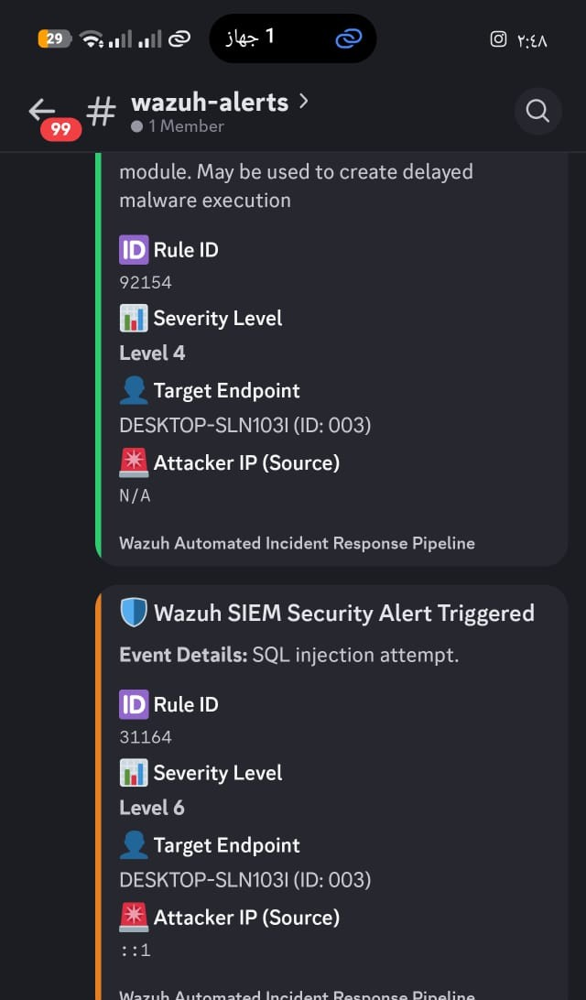 29
1 جهاز
٢:٤٨
99
# wazuh-alerts
1 Member
module. May be used to create delayed
malware execution
ID Rule ID
92154
Severity Level
Level 4
Target Endpoint
DESKTOP-SLN103I (ID: 003)
Attacker IP (Source)
N/A
Wazuh Automated Incident Response Pipeline
Wazuh SIEM Security Alert Triggered
Event Details: SQL injection attempt.
ID Rule ID
31164
Severity Level
Level 6
Target Endpoint
DESKTOP-SLN103I (ID: 003)
Attacker IP (Source)
::1
Wazuh Automated Incident Response Pipeline